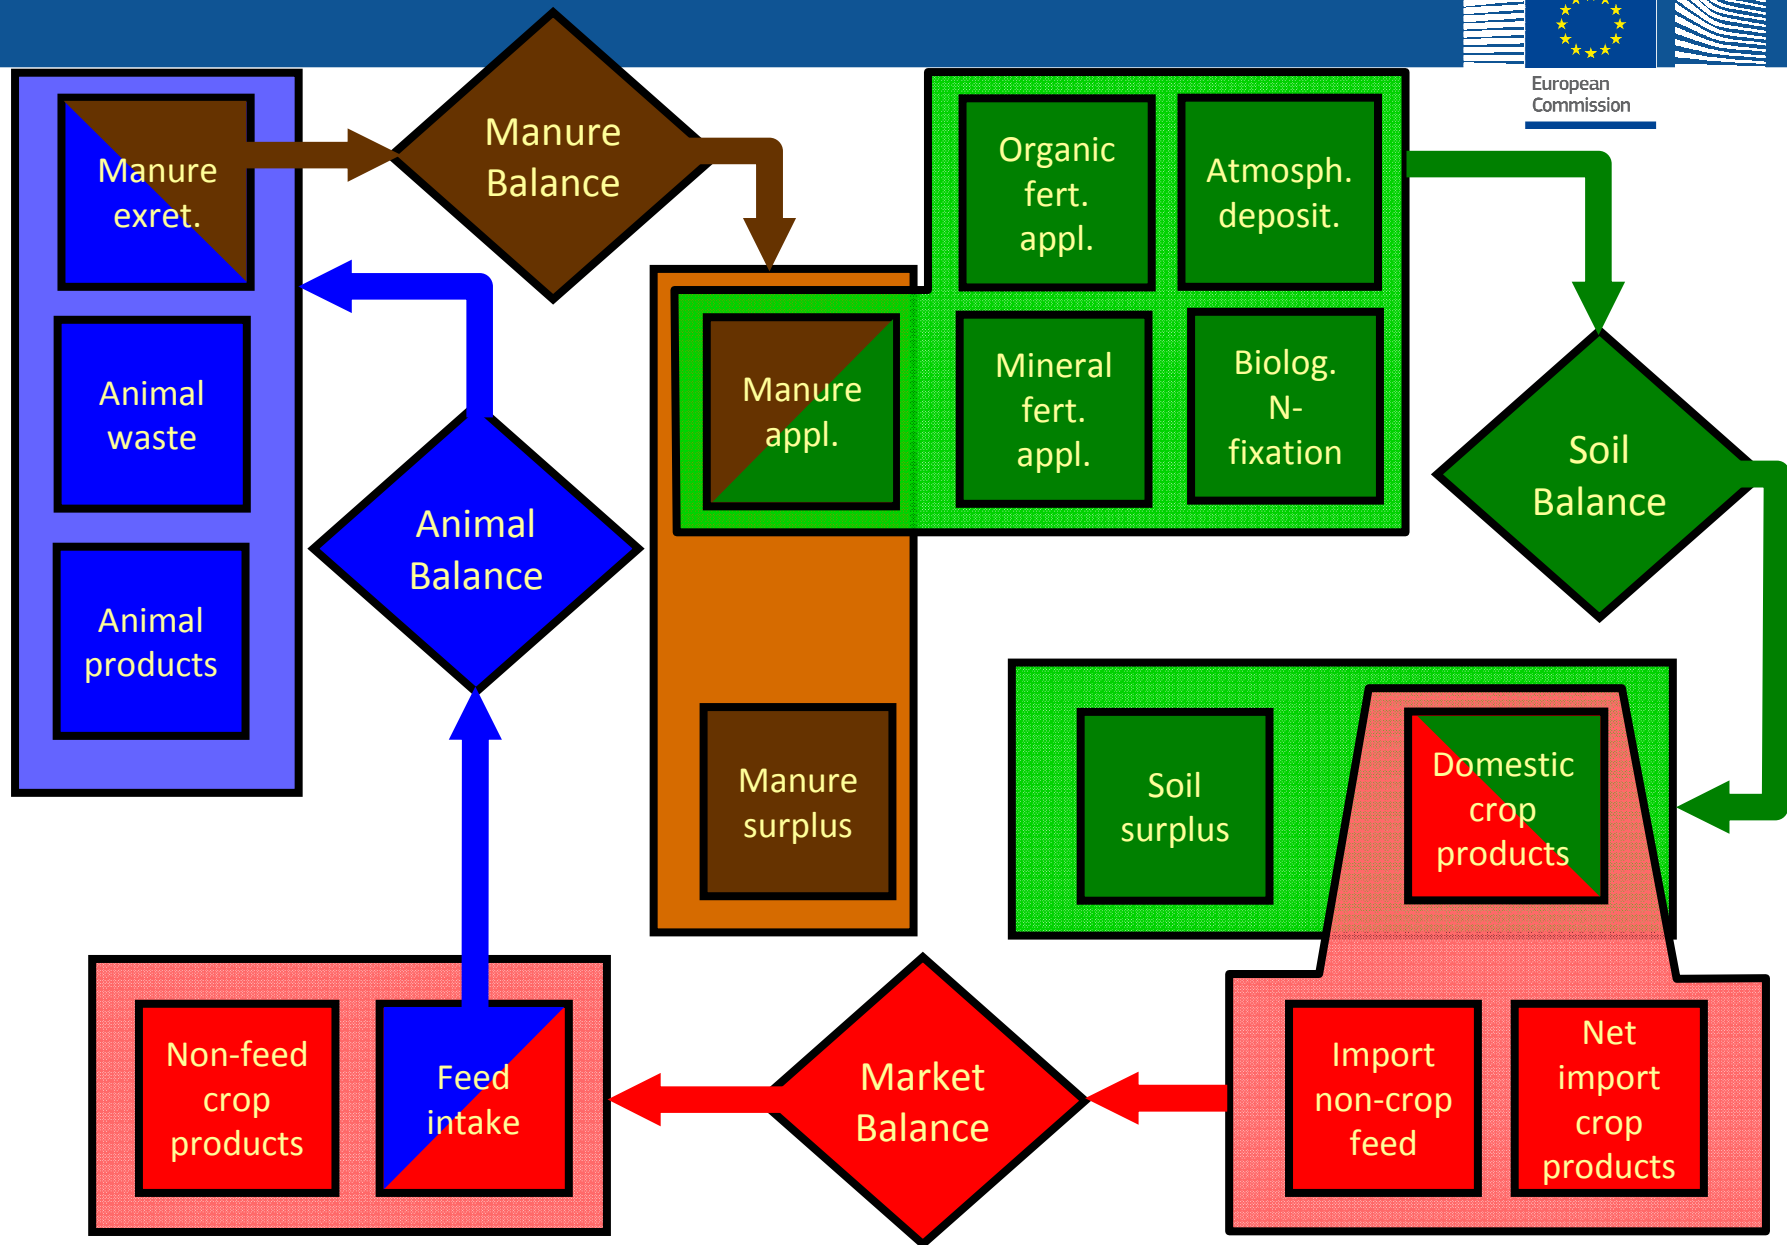 European
Commission
Manure
exret.
Manure
Balance
Organic
fert.
appl.
Atmosph.
deposit.
Animal
waste
Manure
appl.
Mineral
fert.
appl.
Biolog.
N-
fixation
Soil
Balance
Animal
Balance
Animal
products
Manure
surplus
Soil
surplus
Domestic
crop
products
Non-feed
crop
products
Feed
intake
Market
Balance
Import
non-crop
feed
Net
import
crop
products